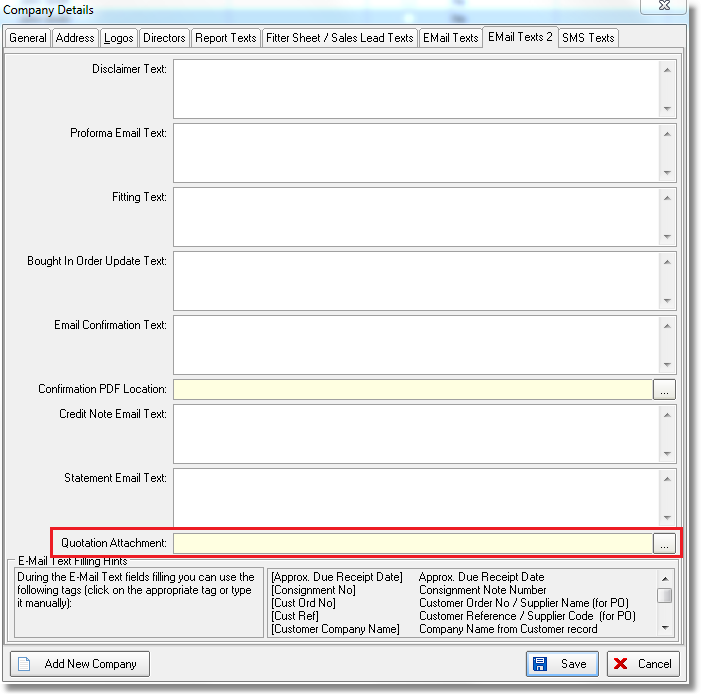 Company Details
General Address Logos Directors Report Texts Fitter Sheet / Sales Lead Texts EMail Texts EMail Texts 2 SMS Texts
Disclaimer Text:
Proforma Email Text:
Fitting Text:
Bought In Order Update Text:
Email Confirmation Text:
Confirmation PDF Location: ...
Credit Note Email Text:
Statement Email Text:
Quotation Attachment: ...
E-Mail Text Filling Hints
During the E-Mail Text fields filling you can use the
following tags (click on the appropriate tag or type
it manually):
[Approx. Due Receipt Date] Approx. Due Receipt Date
[Consignment No] Consignment Note Number
[Cust Ord No] Customer Order No / Supplier Name (for PO)
[Cust Ref] Customer Reference / Supplier Code (for PO)
[Customer Company Name] Company Name from Customer record
Add New Company Save Cancel